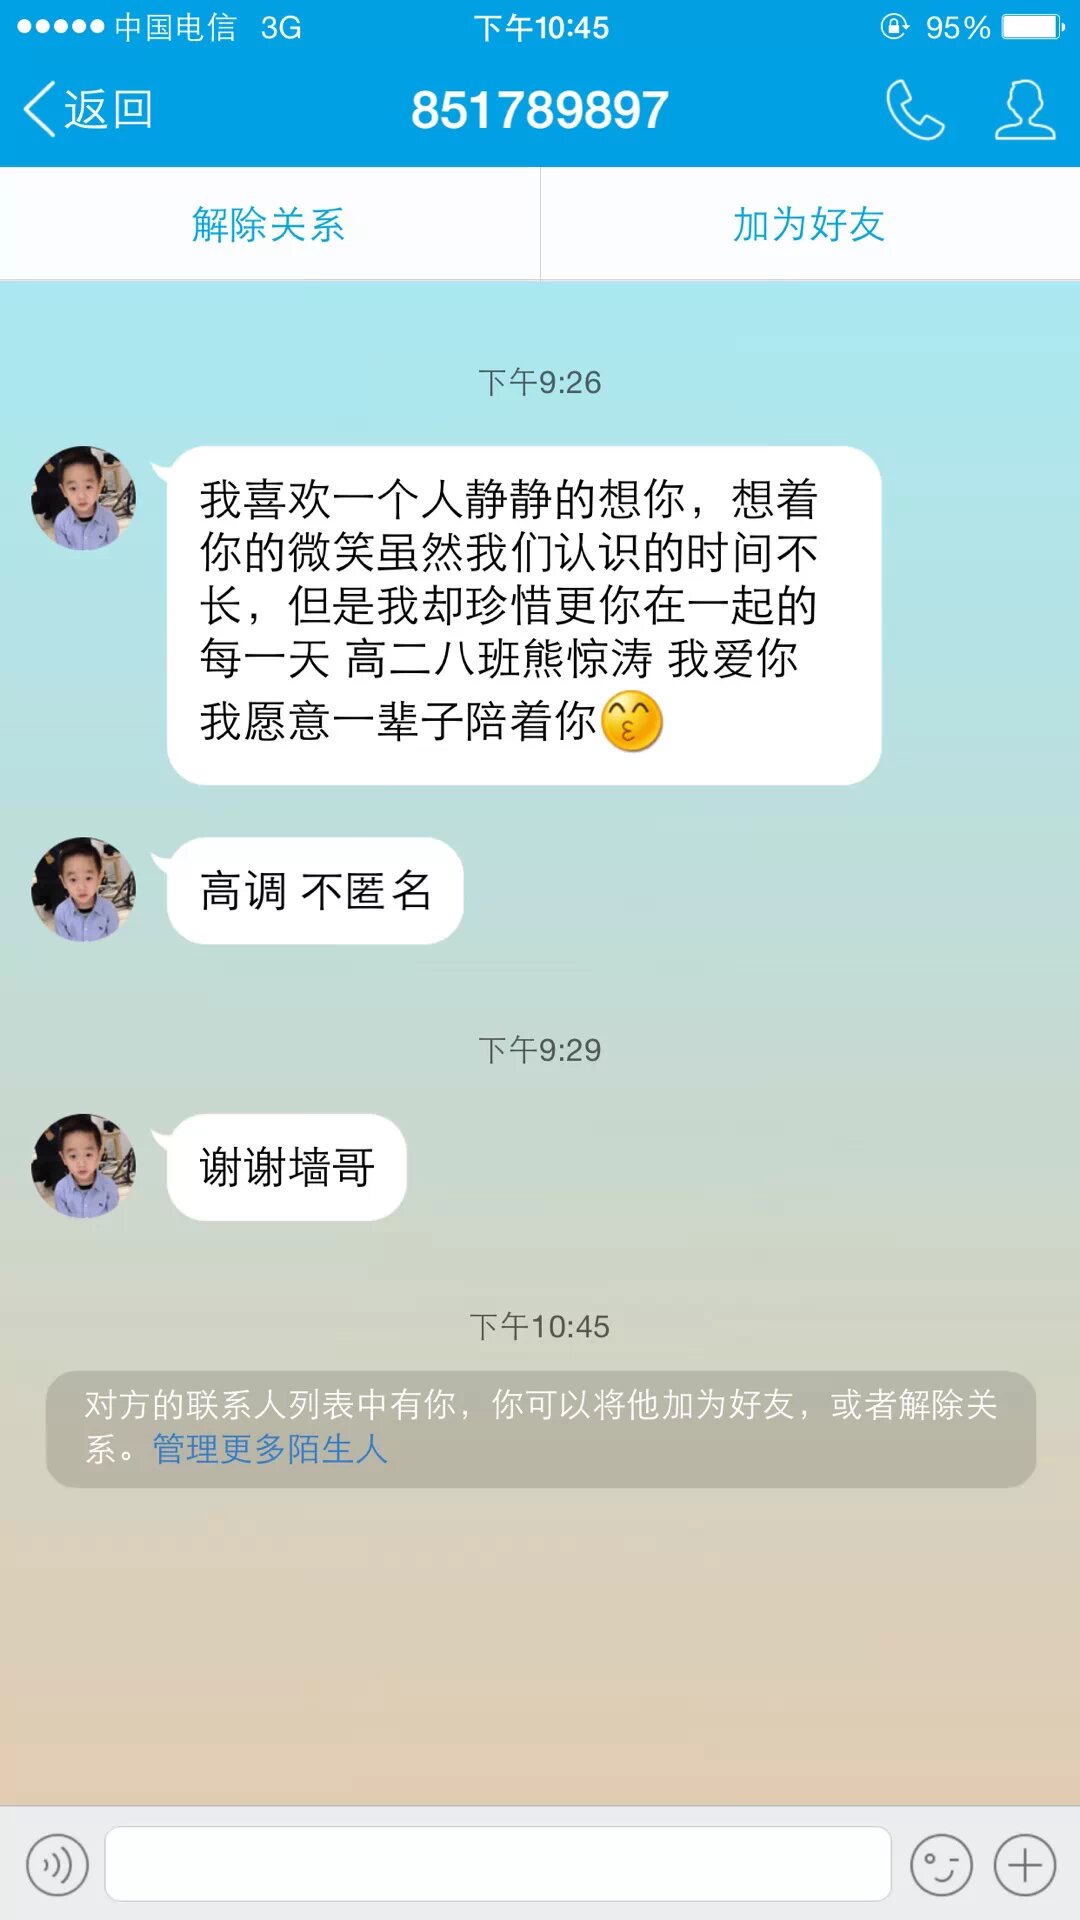 中国电信 3G 下午10:45 95%
返回 851789897
解除关系 加为好友
下午9:26
我喜欢一个人静静的想你，想着
你的微笑虽然我们认识的时间不
长，但是我却珍惜更你在一起的
每一天 高二八班熊惊涛 我爱你
我愿意一辈子陪着你
高调 不匿名
下午9:29
谢谢墙哥
下午10:45
对方的联系人列表中有你，你可以将他加为好友，或者解除关
系。管理更多陌生人